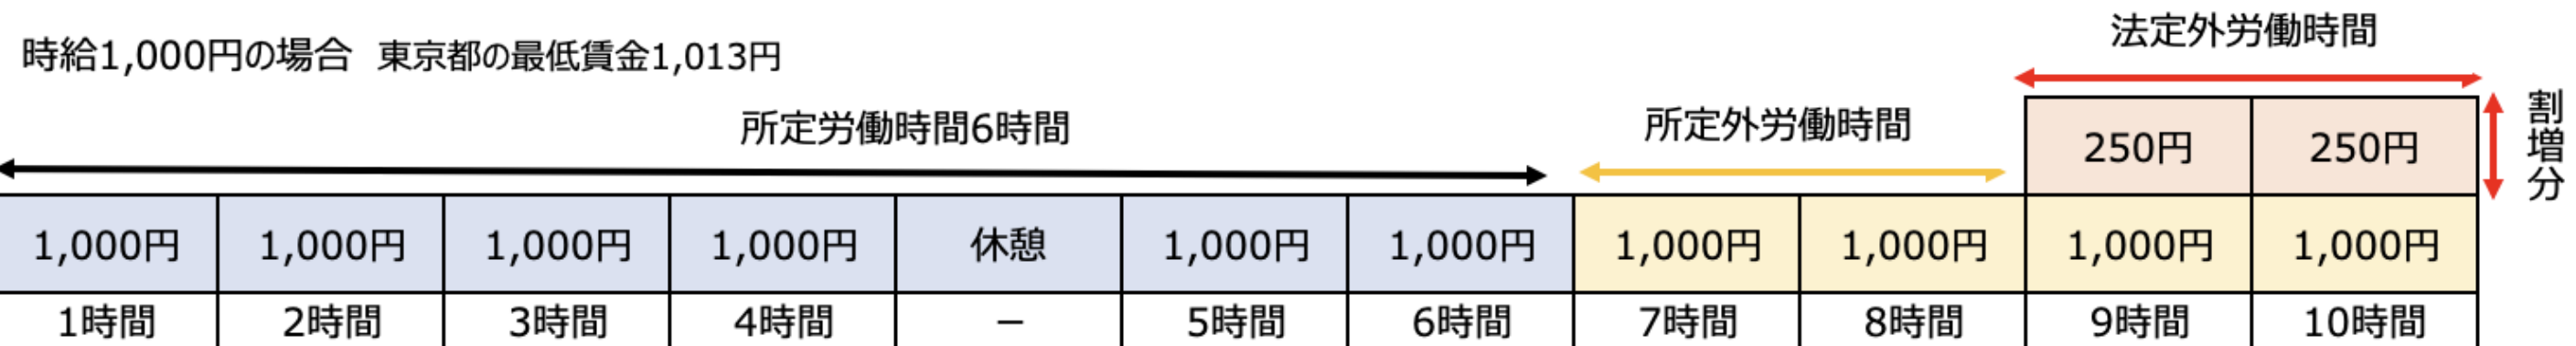 時給1,000円の場合 東京都の最低賃金1,013円
法定外労働時間
所定労働時間6時間
所定外労働時間
割増分
250円 250円
1,000円 1,000円 1,000円 1,000円 休憩 1,000円 1,000円 1,000円 1,000円 1,000円 1,000円
1時間 2時間 3時間 4時間 − 5時間 6時間 7時間 8時間 9時間 10時間